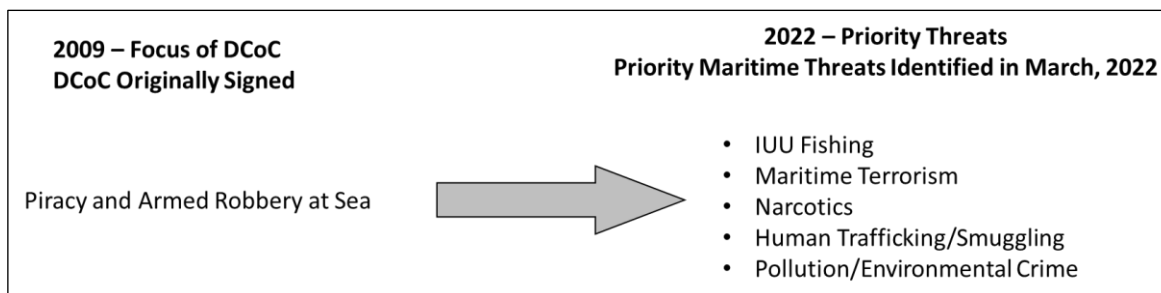 2009 – Focus of DCoC
DCoC Originally Signed
Piracy and Armed Robbery at Sea
2022 – Priority Threats
Priority Maritime Threats Identified in March, 2022
• IUU Fishing
• Maritime Terrorism
• Narcotics
• Human Trafficking/Smuggling
• Pollution/Environmental Crime